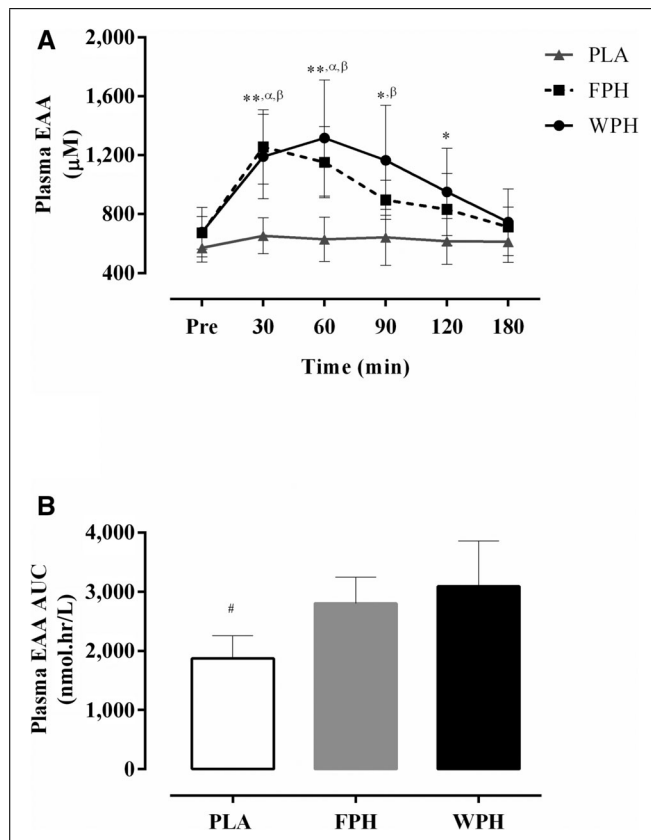 A
Plasma EAA
(μM)
2,000
1,600
1,200
800
400
**,α,β
**,α,β
*,β
*
PLA
FPH
WPH
Pre 30 60 90 120 180
Time (min)
B
Plasma EAA AUC
(nmol.hr/L)
4,000
3,000
2,000
1,000
0
#
PLA FPH WPH